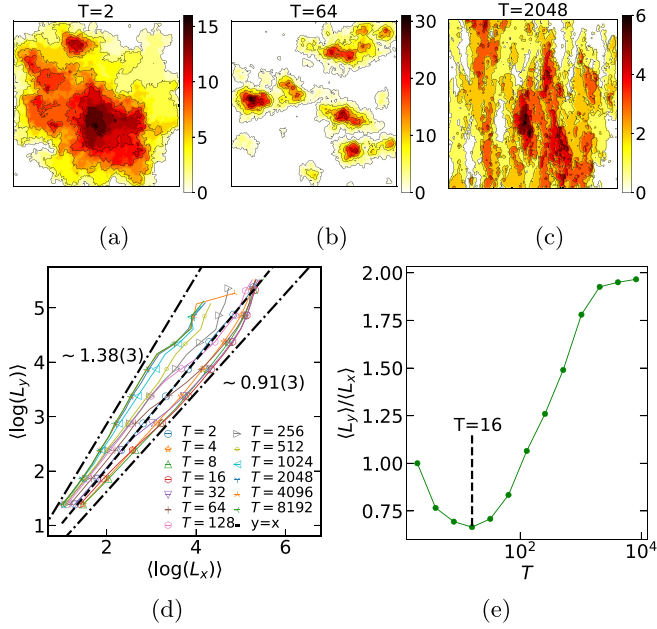 T=2
T=64
T=2048
15
10
5
0
30
20
10
0
6
5
4
3
2
1
0
(a)
(b)
(c)
⟨log(L_y)⟩
5
4
3
2
1
~1.38(3)
~0.91(3)
T=2
T=4
T=8
T=16
T=32
T=64
T=128
T=256
T=512
T=1024
T=2048
T=4096
T=8192
y=x
2
4
6
⟨log(L_x)⟩
(d)
⟨L_y⟩/⟨L_x⟩
2.00
1.75
1.50
1.25
1.00
0.75
T=16
10^2
10^4
T
(e)